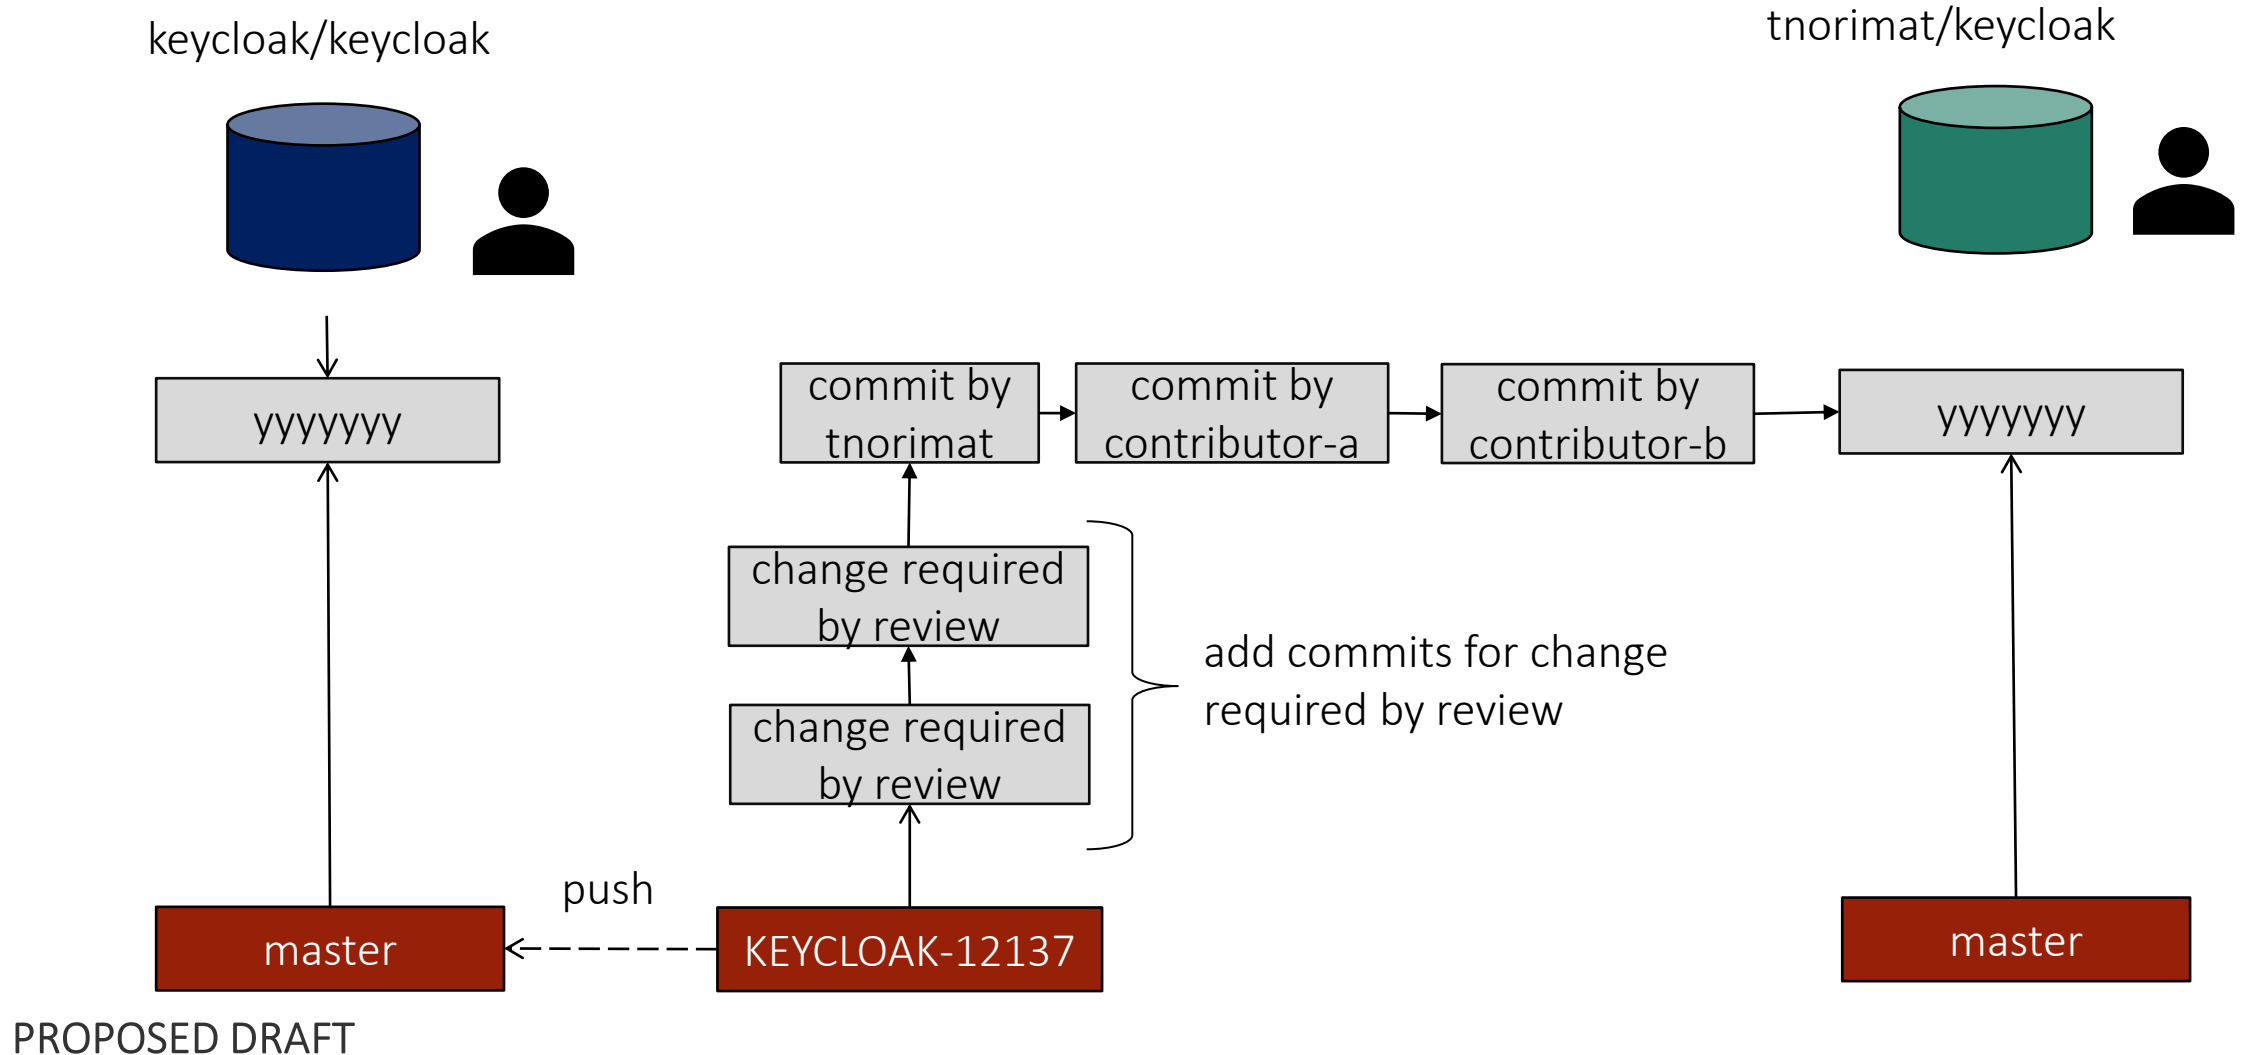 keycloak/keycloak
tnorimat/keycloak
yyyyyyy
commit by
tnorimat
commit by
contributor-a
commit by
contributor-b
yyyyyyy
change required
by review
add commits for change
required by review
change required
by review
push
master
KEYCLOAK-12137
master
PROPOSED DRAFT